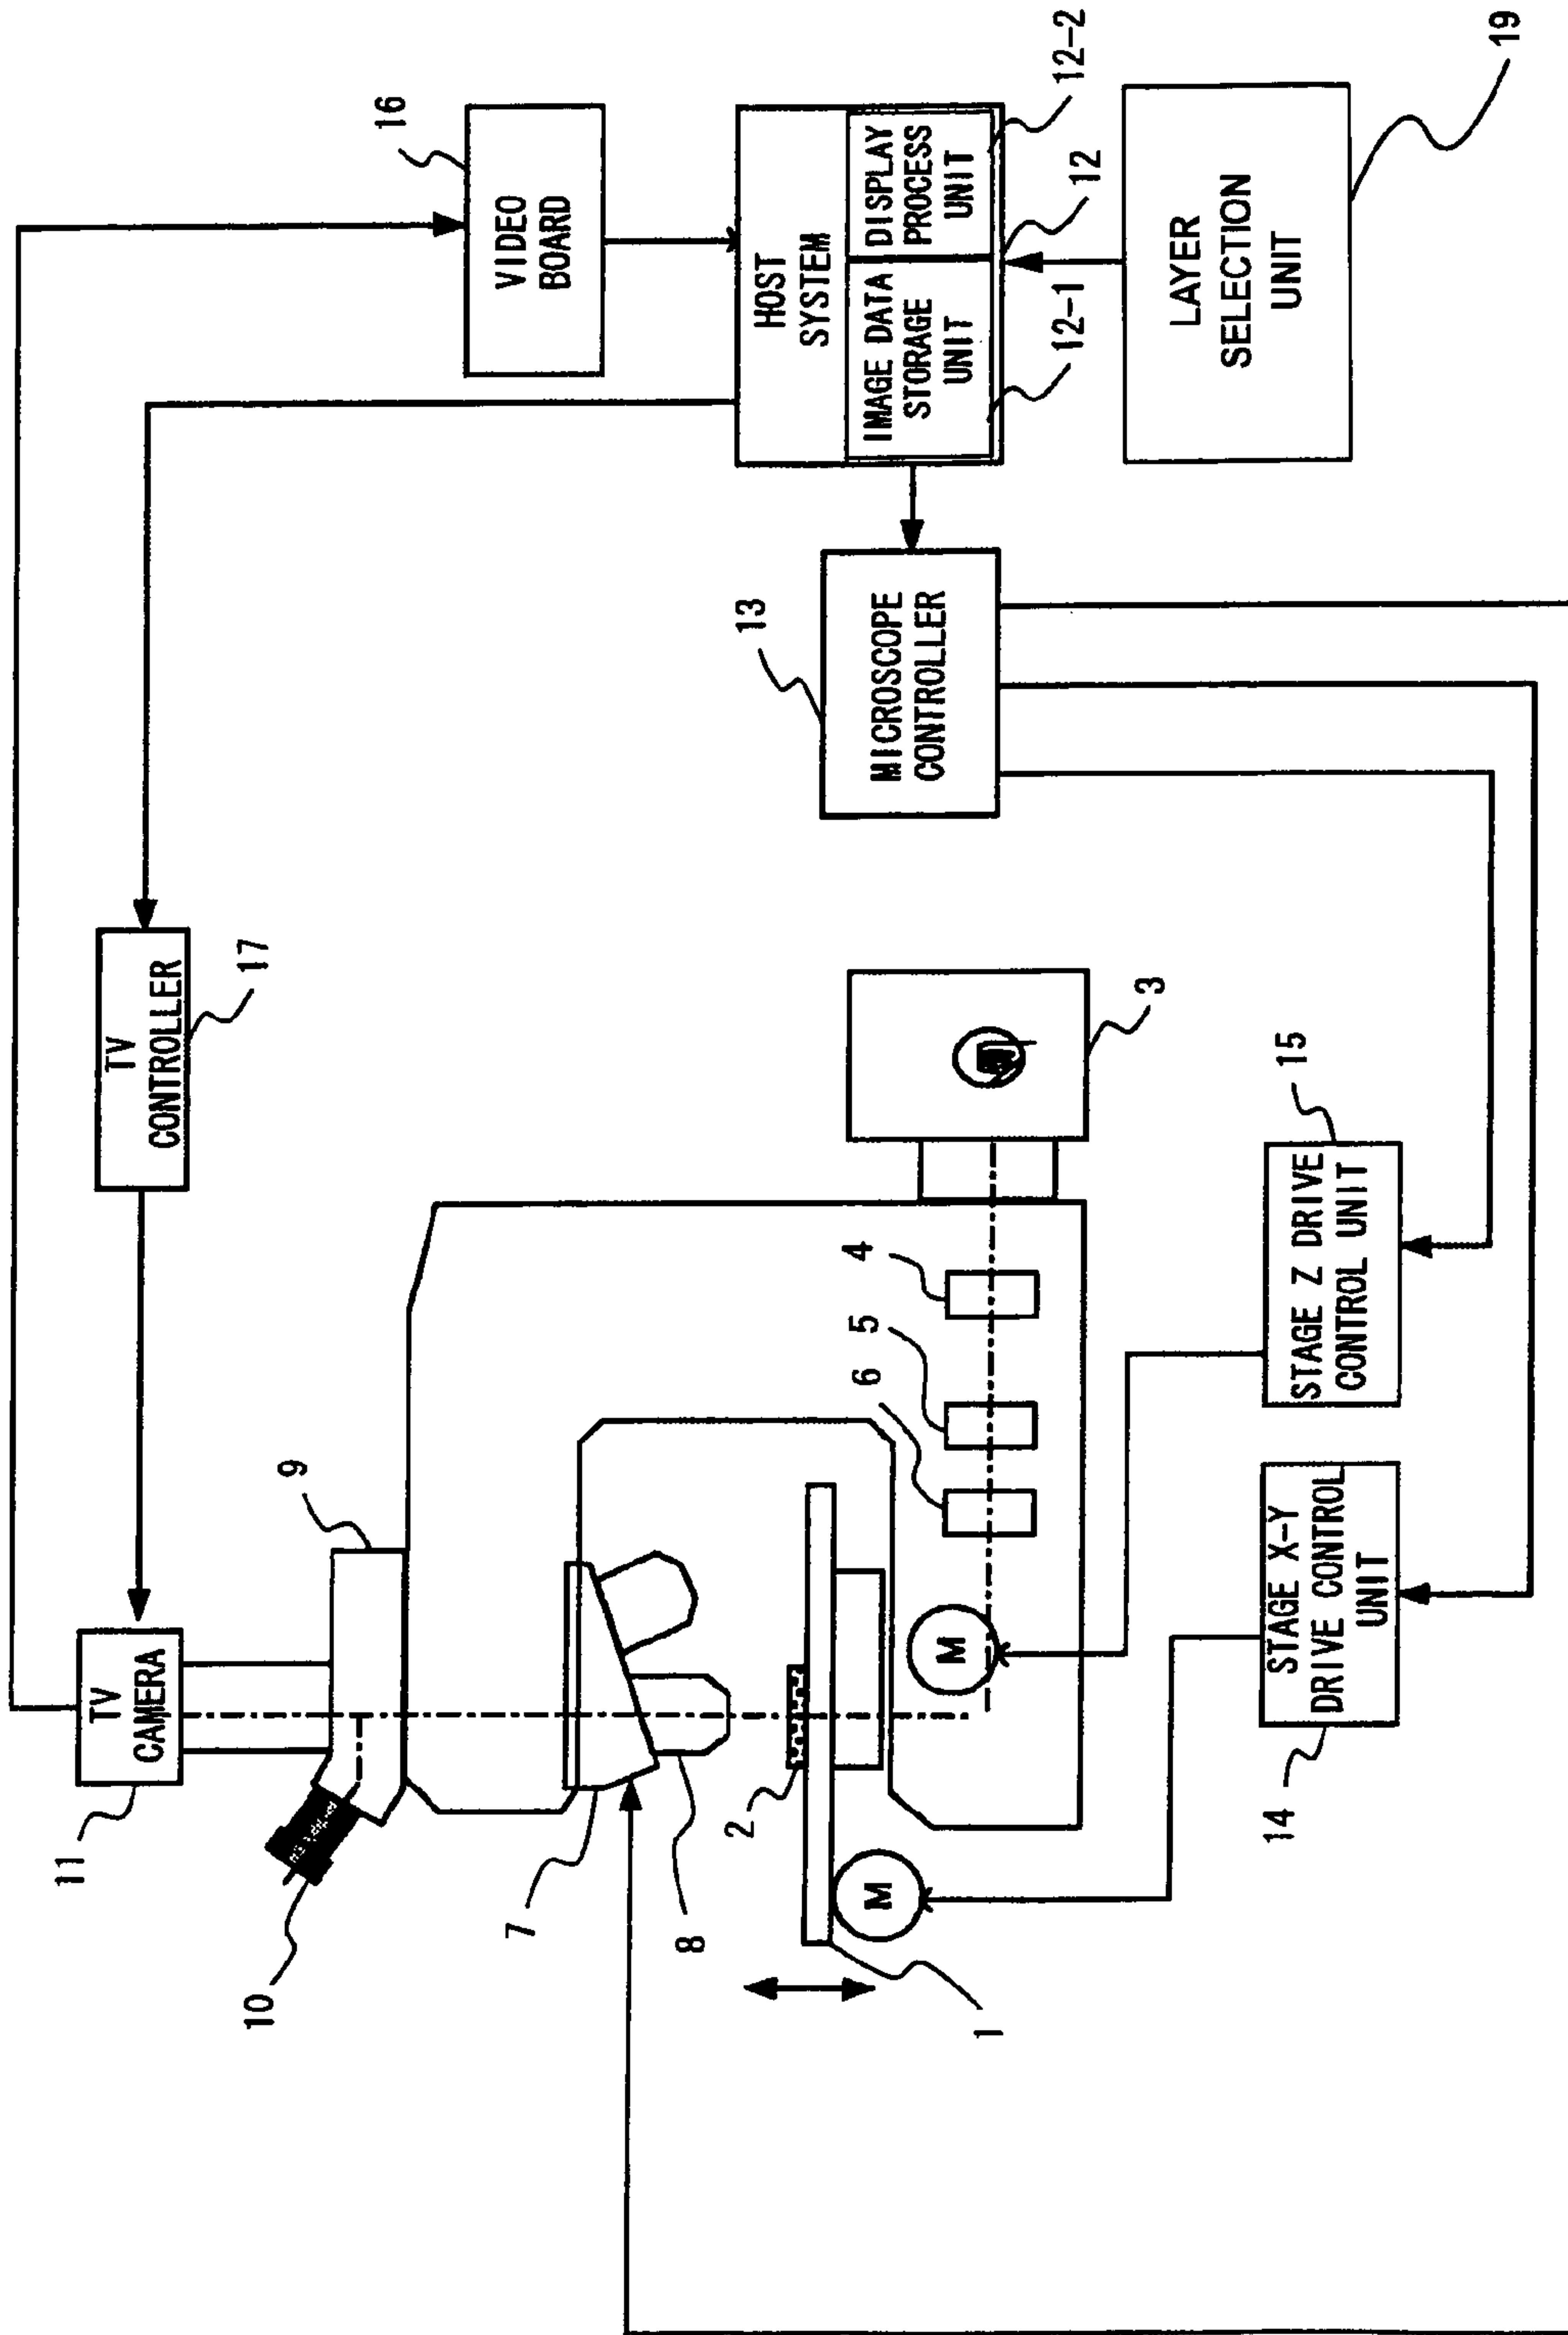 11
TV
CAMERA
10
9
TV
CONTROLLER
17
16
VIDEO
BOARD
HOST
SYSTEM
IMAGE DATA
STORAGE
UNIT
DISPLAY
PROCESS
UNIT
12-1
12
12-2
LAYER
SELECTION
UNIT
19
13
MICROSCOPE
CONTROLLER
7
8
2
1
M
M
6
5
4
3
14
STAGE X-Y
DRIVE CONTROL
UNIT
15
STAGE Z DRIVE
CONTROL UNIT